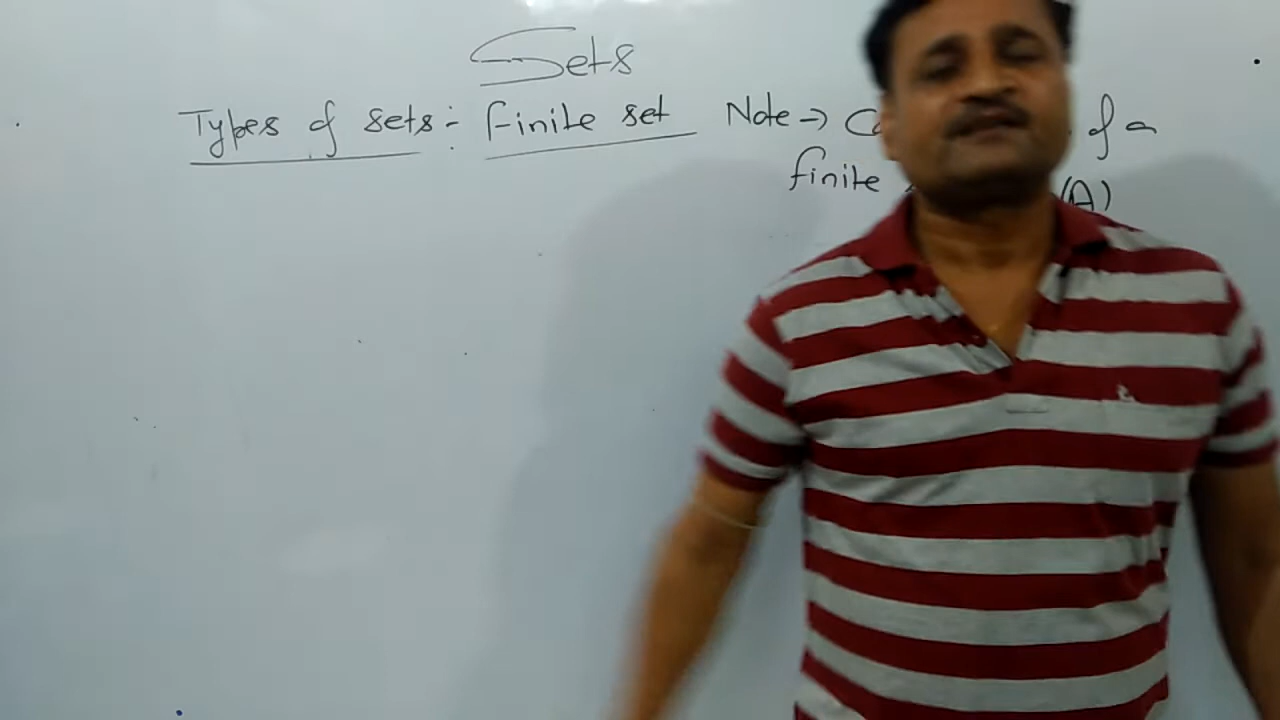 Sets
Types of sets :- finite set Note → of a
finite (A)